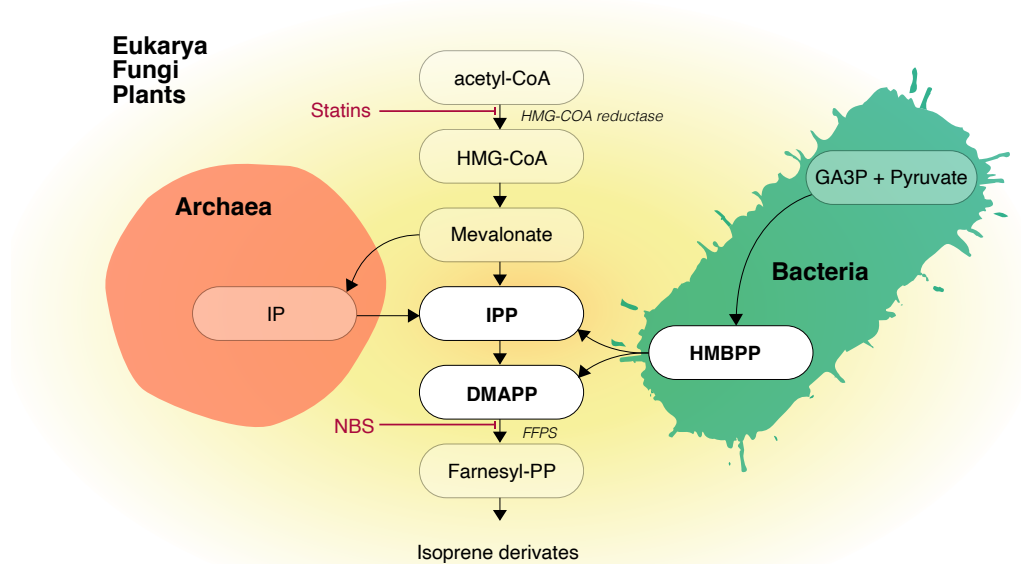 Eukarya
Fungi
Plants
acetyl-CoA
Statins
HMG-COA reductase
HMG-CoA
GA3P + Pyruvate
Archaea
Mevalonate
Bacteria
IP
IPP
HMBPP
DMAPP
NBS
FFPS
Farnesyl-PP
Isoprene derivates